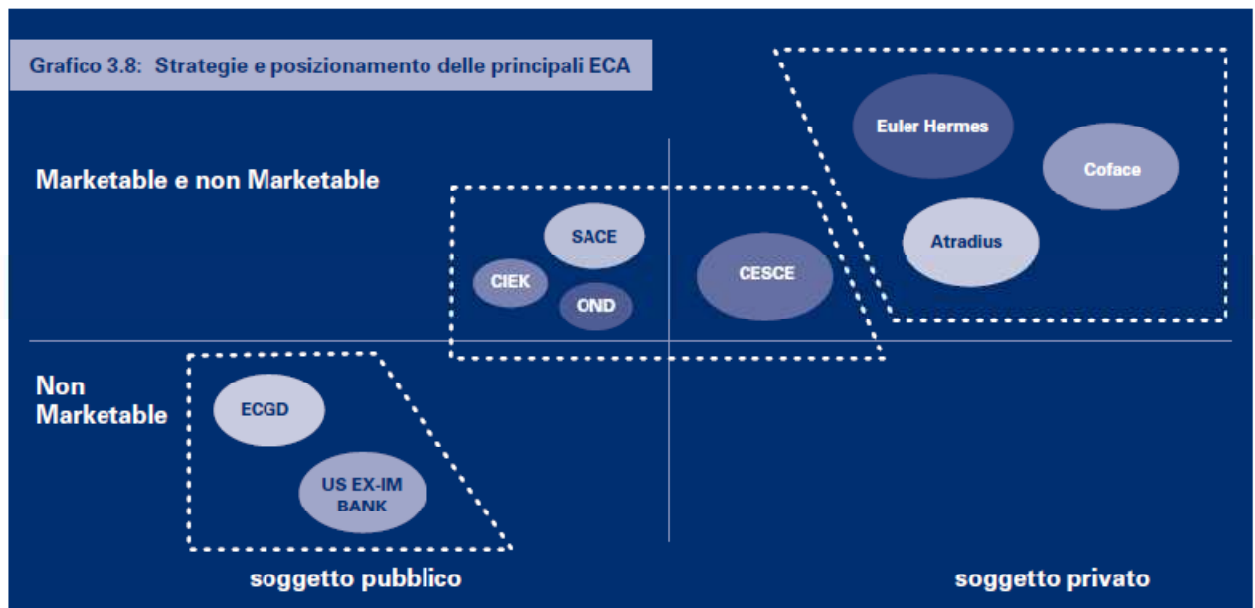 Grafico 3.8: Strategie e posizionamento delle principali ECA
Marketable e non Marketable
Euler Hermes
Coface
Atradius
SACE
CIEK
OND
CESCE
Non
Marketable
ECGD
US EX-IM
BANK
soggetto pubblico
soggetto privato